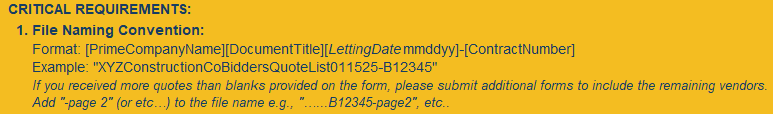 CRITICAL REQUIREMENTS:
1. File Naming Convention:
Format: [PrimeCompanyName][DocumentTitle][LettingDate mmddyy]-[ContractNumber]
Example: "XYZConstructionCoBiddersQuoteList011525-B12345"
If you received more quotes than blanks provided on the form, please submit additional forms to include the remaining vendors.
Add "-page 2" (or etc…) to the file name e.g., "……B12345-page2", etc..